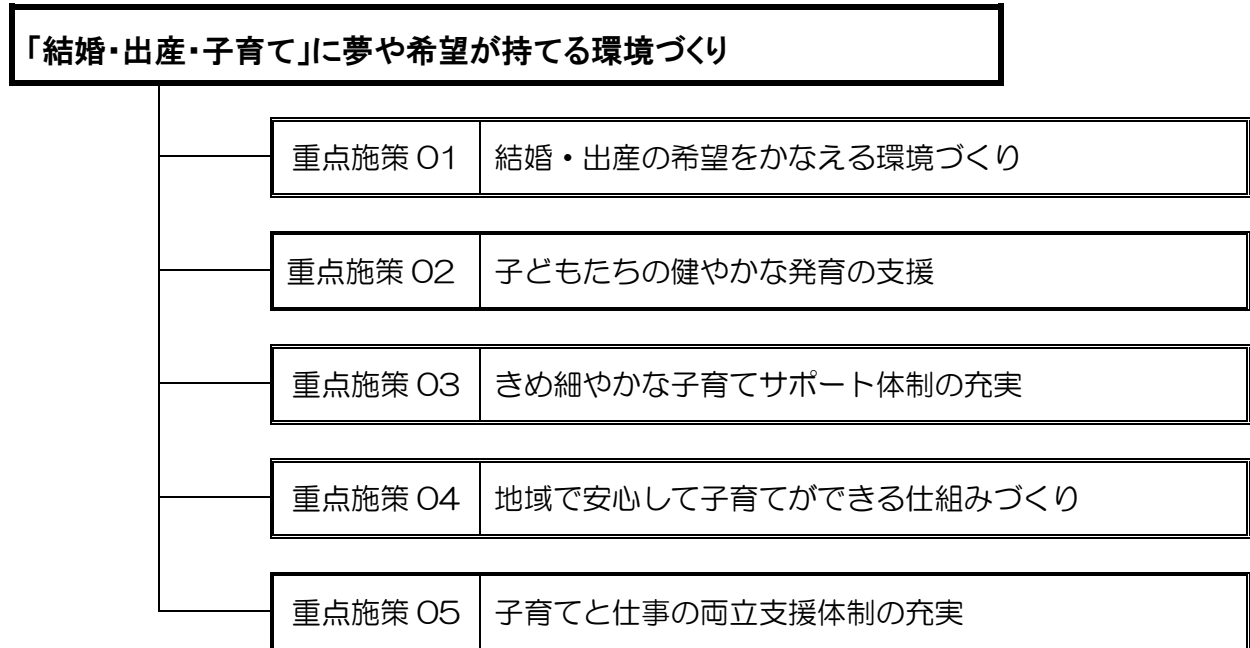 「結婚・出産・子育て」に夢や希望が持てる環境づくり
重点施策 01 結婚・出産の希望をかなえる環境づくり
重点施策 02 子どもたちの健やかな発育の支援
重点施策 03 きめ細やかな子育てサポート体制の充実
重点施策 04 地域で安心して子育てができる仕組みづくり
重点施策 05 子育てと仕事の両立支援体制の充実